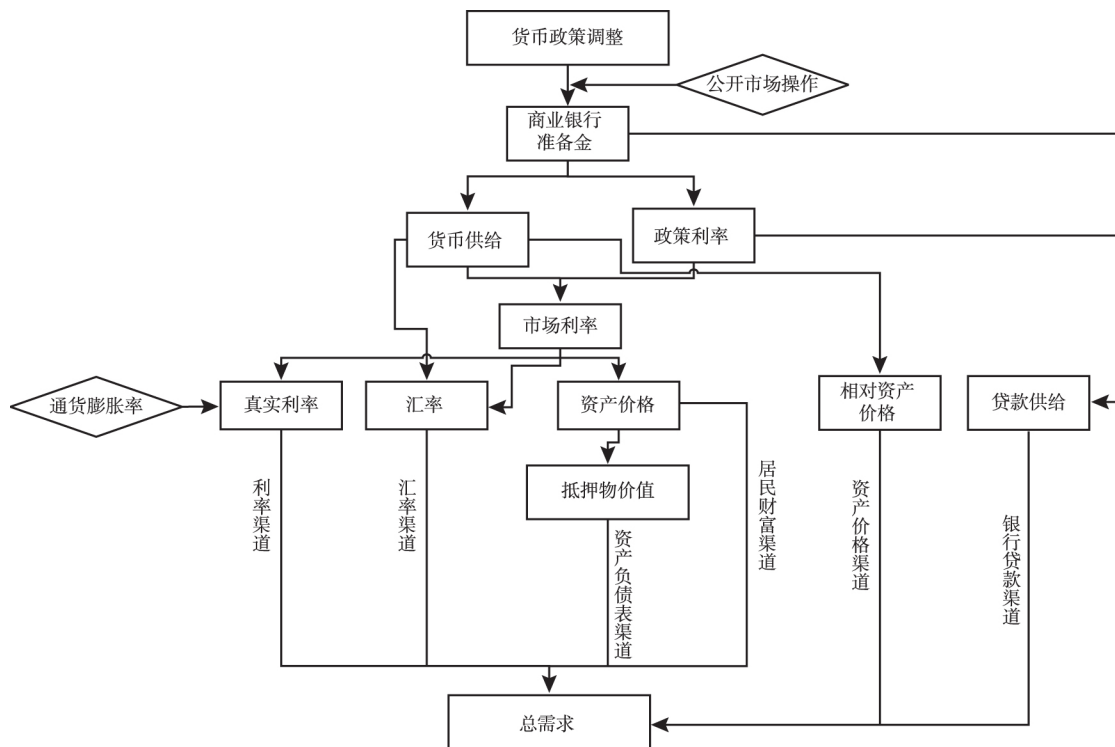 货币政策调整
公开市场操作
商业银行
准备金
货币供给
政策利率
市场利率
通货膨胀率
真实利率
汇率
资产价格
相对资产
价格
贷款供给
抵押物价值
利率渠道
汇率渠道
资产负债表渠道
居民财富渠道
资产价格渠道
银行贷款渠道
总需求